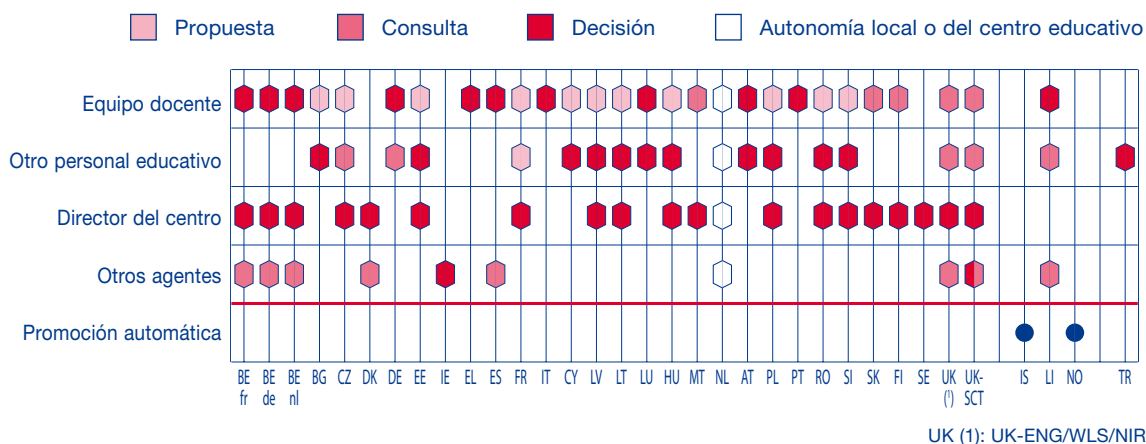 Propuesta Consulta Decisión Autonomía local o del centro educativo
Equipo docente
Otro personal educativo
Director del centro
Otros agentes
Promoción automática
BE fr BE de BE nl BG CZ DK DE EE IE EL ES FR IT CY LV LT LU HU MT NL AT PL PT RO SI SK FI SE UK (¹) UK-SCT IS LI NO TR
UK (1): UK-ENG/WLS/NIR